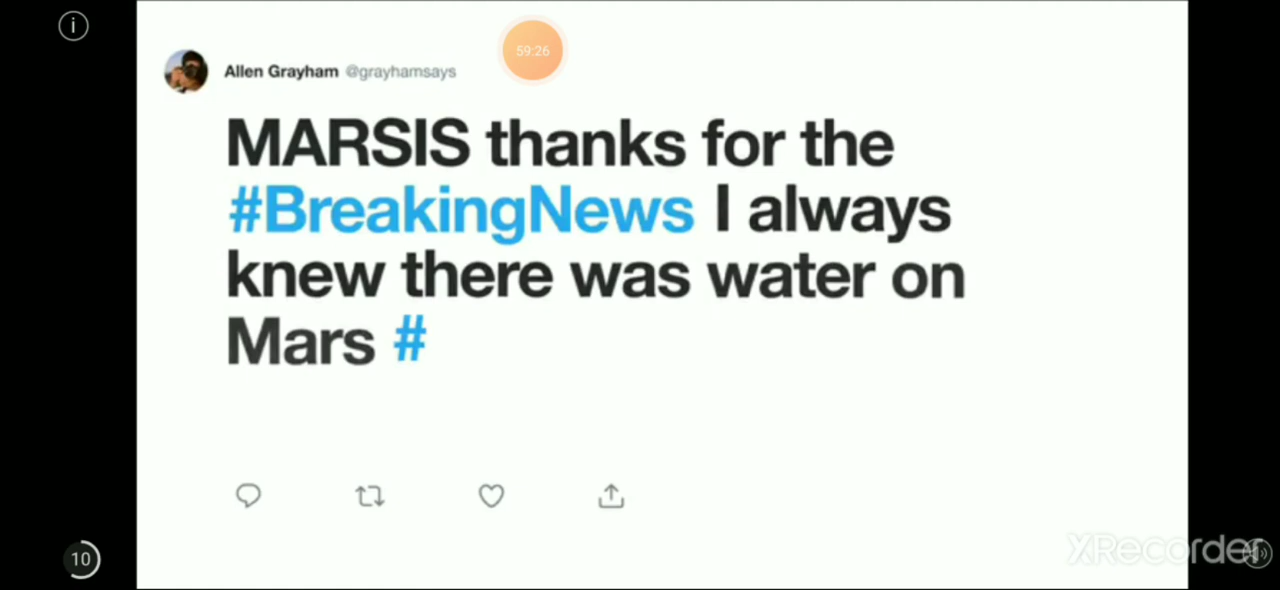 Allen Grayham @grayhamsays
59:26
MARSIS thanks for the
#BreakingNews I always
knew there was water on
Mars #
10
XRecorder